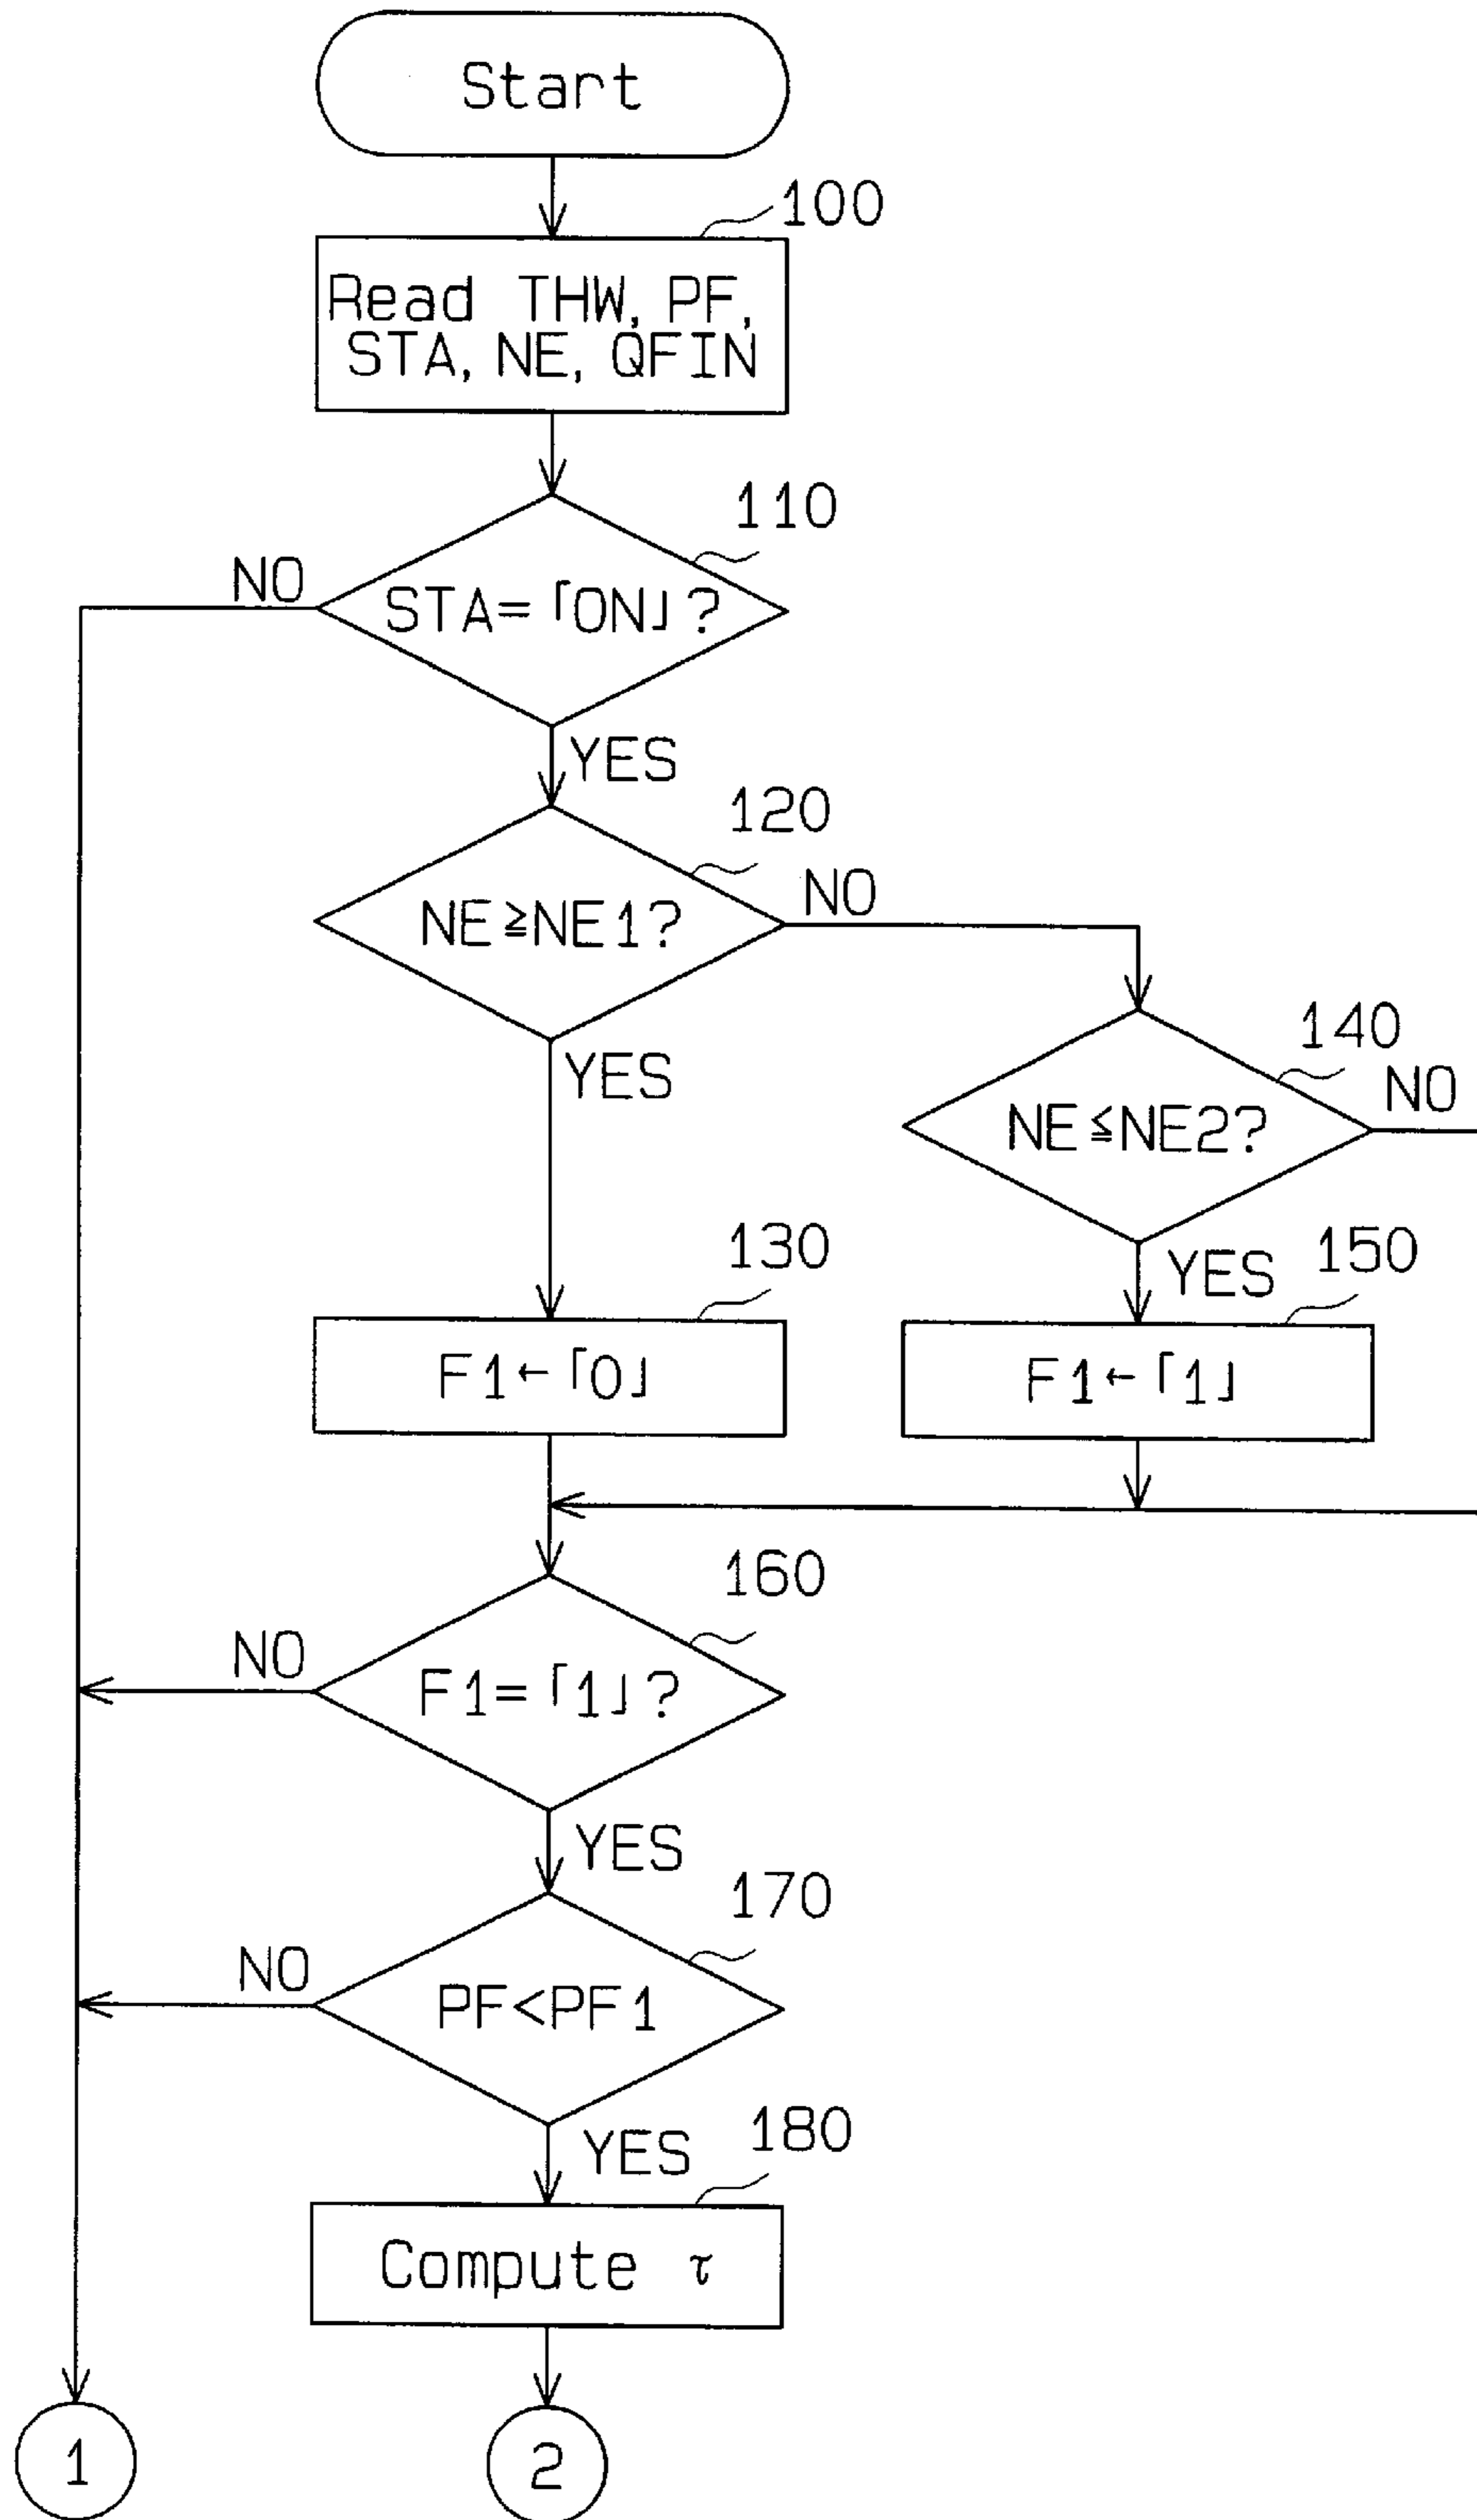 Start
100
Read THW, PF,
STA, NE, QFIN
110
NO
STA=「ON」?
YES
120
NO
NE≧NE1?
YES
140
NO
NE≦NE2?
130
YES
150
F1←「0」
F1←「1」
160
NO
F1=「1」?
YES
170
NO
PF<PF1
YES
180
Compute τ
1
2